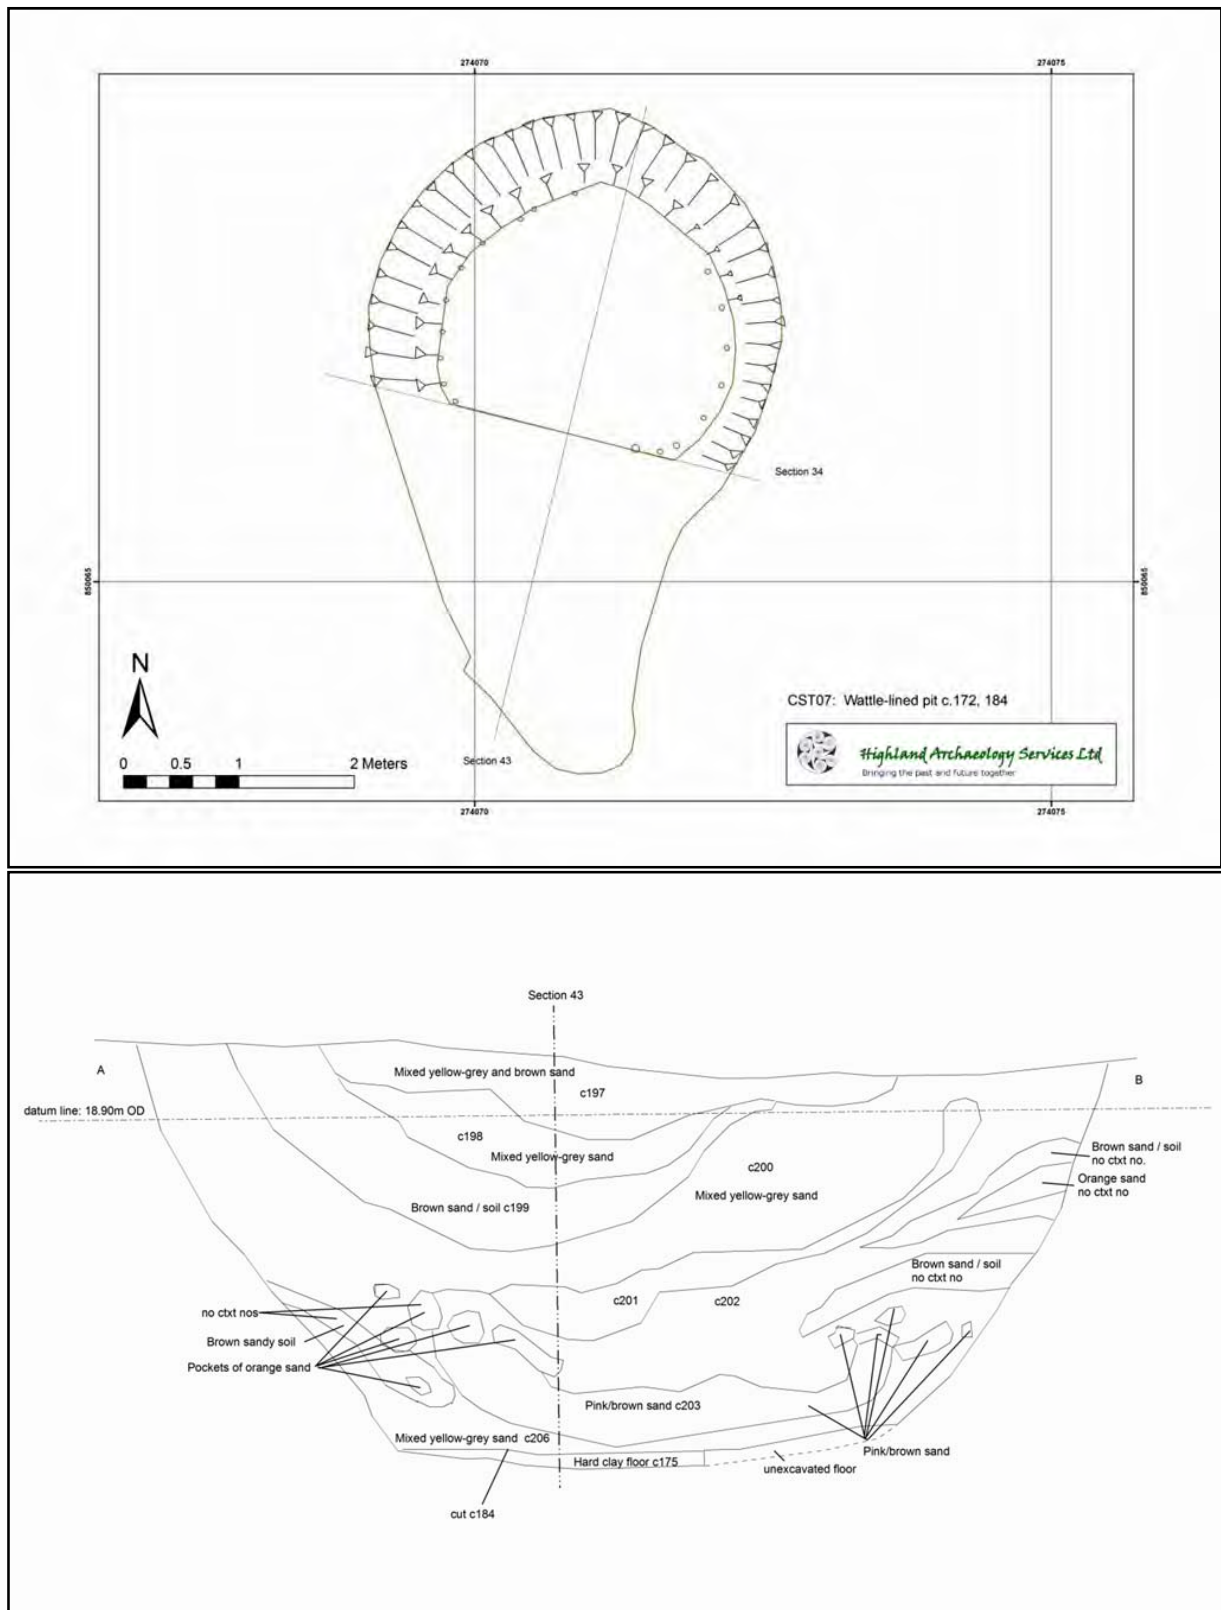 274070
274075
850065
850065
Section 34
N
0 0.5 1 2 Meters
Section 43
CST07: Wattle-lined pit c.172, 184
Highland Archaeology Services Ltd
Bringing the past and future together
274070
274075
Section 43
A
Mixed yellow-grey and brown sand
c197
B
datum line: 18.90m OD
c198
Mixed yellow-grey sand
Brown sand / soil
no ctxt no.
c200
Orange sand
no ctxt no
Mixed yellow-grey sand
Brown sand / soil c199
Brown sand / soil
no ctxt no
c201
c202
no ctxt nos
Brown sandy soil
Pockets of orange sand
Pink/brown sand c203
Mixed yellow-grey sand c206
Pink/brown sand
Hard clay floor c175
unexcavated floor
cut c184